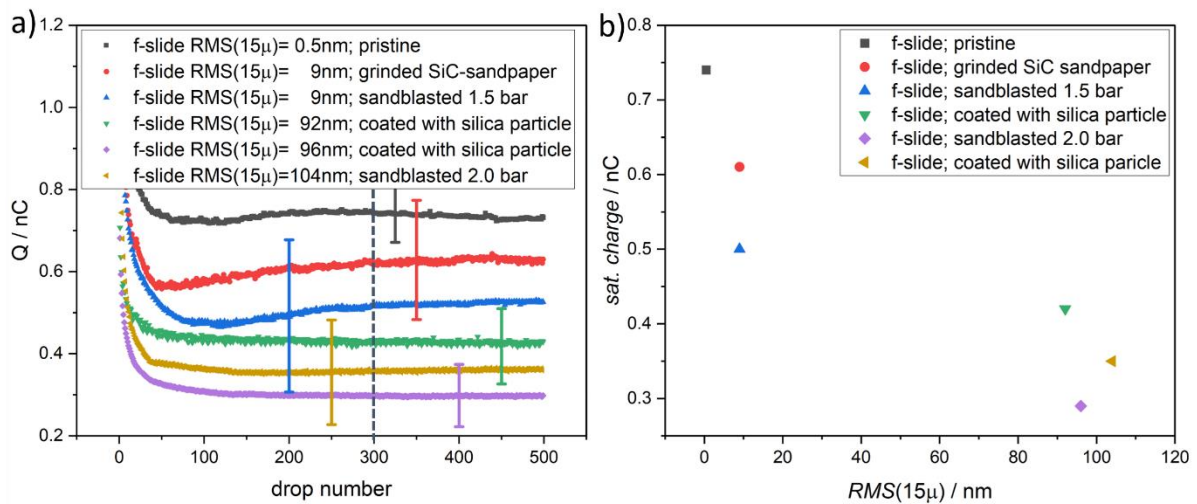 a)
f-slide RMS(15μ)= 0.5nm; pristine
f-slide RMS(15μ)= 9nm; grinded SiC-sandpaper
f-slide RMS(15μ)= 9nm; sandblasted 1.5 bar
f-slide RMS(15μ)= 92nm; coated with silica particle
f-slide RMS(15μ)= 96nm; coated with silica particle
f-slide RMS(15μ)=104nm; sandblasted 2.0 bar
1.2
1.0
0.8
0.6
0.4
0.2
Q / nC
0 100 200 300 400 500
drop number
b)
f-slide; pristine
f-slide; grinded SiC sandpaper
f-slide; sandblasted 1.5 bar
f-slide; coated with silica particle
f-slide; sandblasted 2.0 bar
f-slide; coated with silica paricle
0.8
0.7
0.6
0.5
0.4
0.3
sat. charge / nC
0 20 40 60 80 100 120
RMS(15μ) / nm